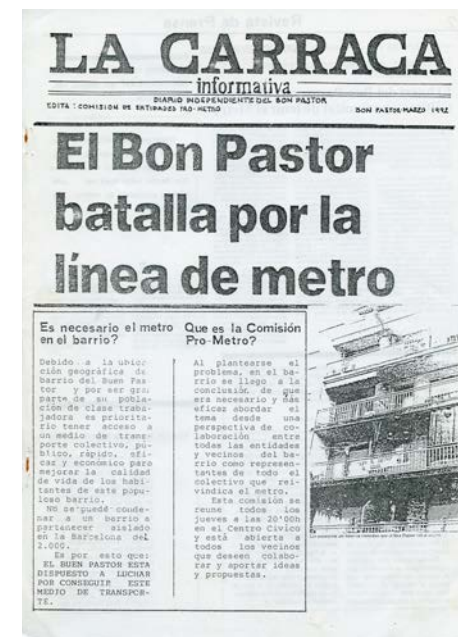 LA CARRACA
informativa
DIARIO INDEPENDIENTE DEL BON PASTOR
EDITA : COMISION DE ENTIDADES PRO-METRO
BON PASTOR/MARZO 1992
El Bon Pastor
batalla por la
línea de metro
Es necesario el metro
en el barrio?
Debido a la ubic
ción geográfica de
barrio del Buen Pas
tor y por ser gra
parte de su pobla-
ción de clase traba-
jadora es priorita-
rio tener acceso a
un medio de trans-
porte colectivo, pú-
blico, rápido, efi-
caz y económico para
mejorar la calidad
de vida de los habi-
tantes de este popu-
loso barrio.
No se puede conde-
nar a un barrio a
partanecer aislado
en la Barcelona del
2.000.
Es por esto que:
EL BUEN PASTOR ESTA
DISPUESTO A LUCHAR
POR CONSEGUIR ESTE
MEDIO DE TRANSPOR-
TE.
Que es la Comisión
Pro-Metro?
Al plantearse el
problema, en el ba-
rrio se llego a la
conclusión de que
era necesario y más
eficaz abordar el
tema desde una
perspectiva de co-
laboración entre
todas las entidades
y vecinos del ba-
rrio como represen-
tantes de todo el
colectivo que rei-
vindica el metro.
Esta comisión se
reune todos los
jueves a las 20'00h
en el Centro Cívico
y está abierta a
todos los vecinos
que deseen colabo-
rar y aportar ideas
y propuestas.